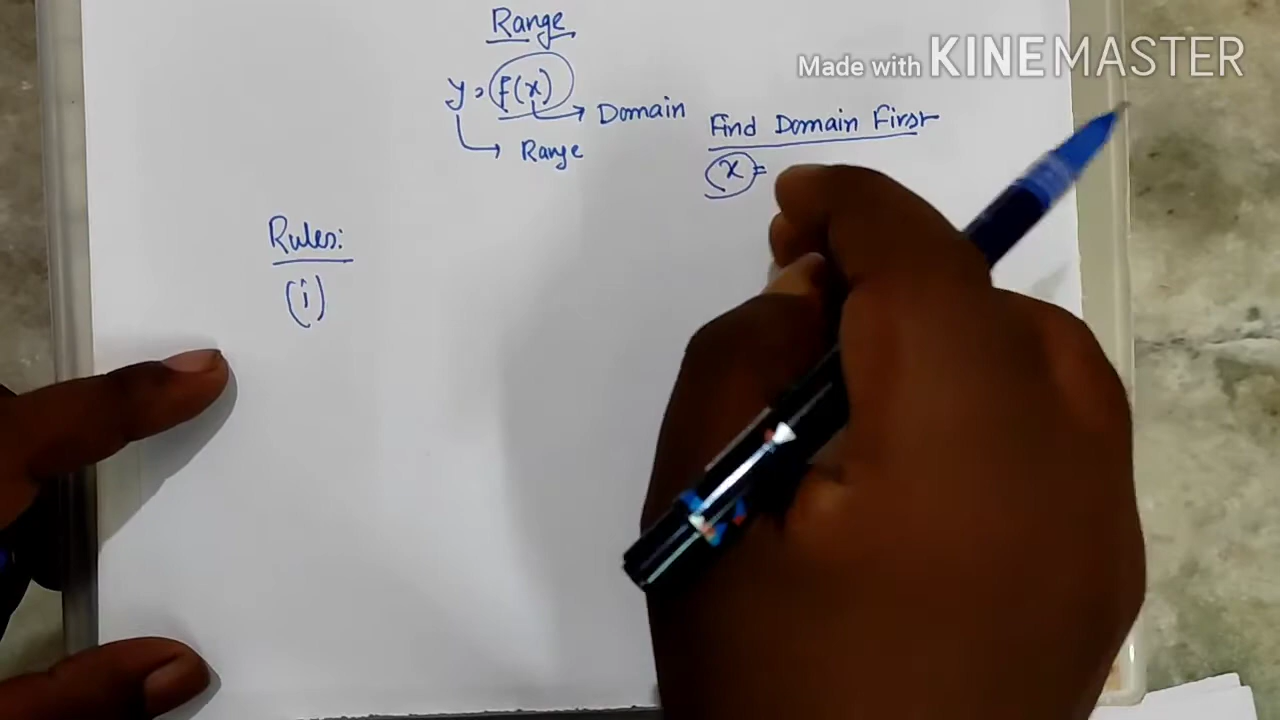 Range
Made with KINEMASTER
y = f(x)
Domain
Find Domain First
Range
x =
Rules:
(i)